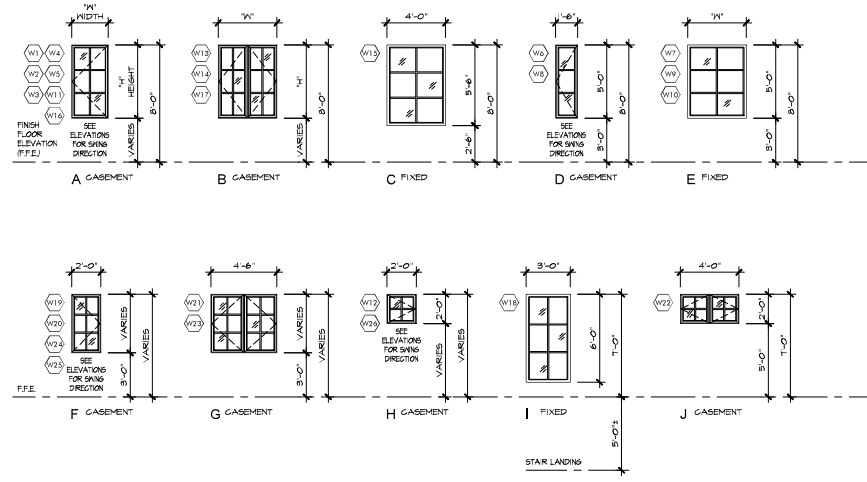 "W"
WIDTH
W1 W4
W2 W5
W3 W11
W16
"H"
HEIGHT
VARIES
8'-0"
SEE
ELEVATIONS
FOR SWING
DIRECTION
FINISH
FLOOR
ELEVATION
(F.F.E.)
A CASEMENT
"W"
W13
W14
W17
"H"
VARIES
8'-0"
B CASEMENT
4'-0"
W15
5'-6"
2'-6"
8'-0"
C FIXED
1'-6"
W6
W8
5'-0"
3'-0"
8'-0"
SEE
ELEVATIONS
FOR SWING
DIRECTION
D CASEMENT
"W"
W7
W9
W10
5'-0"
3'-0"
8'-0"
E FIXED
2'-0"
W19
W20
W24
W25
VARIES
3'-0"
VARIES
SEE
ELEVATIONS
FOR SWING
DIRECTION
F.F.E.
F CASEMENT
4'-6"
W21
W23
VARIES
3'-0"
VARIES
G CASEMENT
2'-0"
W12
W26
2'-0"
VARIES
VARIES
SEE
ELEVATIONS
FOR SWING
DIRECTION
H CASEMENT
3'-0"
W18
6'-0"
7'-0"
I FIXED
5'-0"±
STAIR LANDING
4'-0"
W22
2'-0"
5'-0"
7'-0"
J CASEMENT